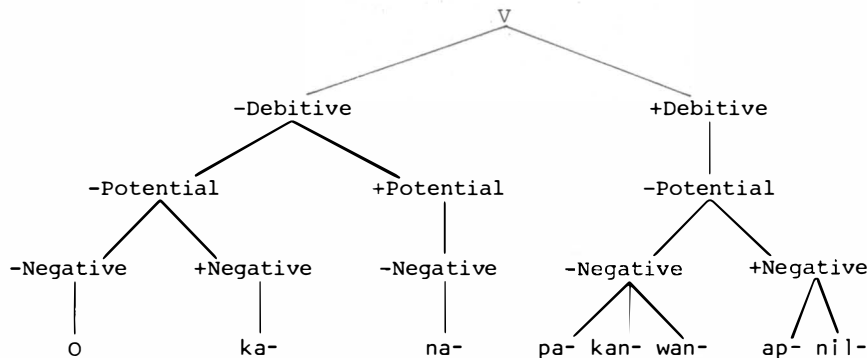 V
-Debitive +Debitive
-Potential +Potential -Potential
-Negative +Negative -Negative -Negative +Negative
O ka- na- pa- kan- wan- ap- nil-